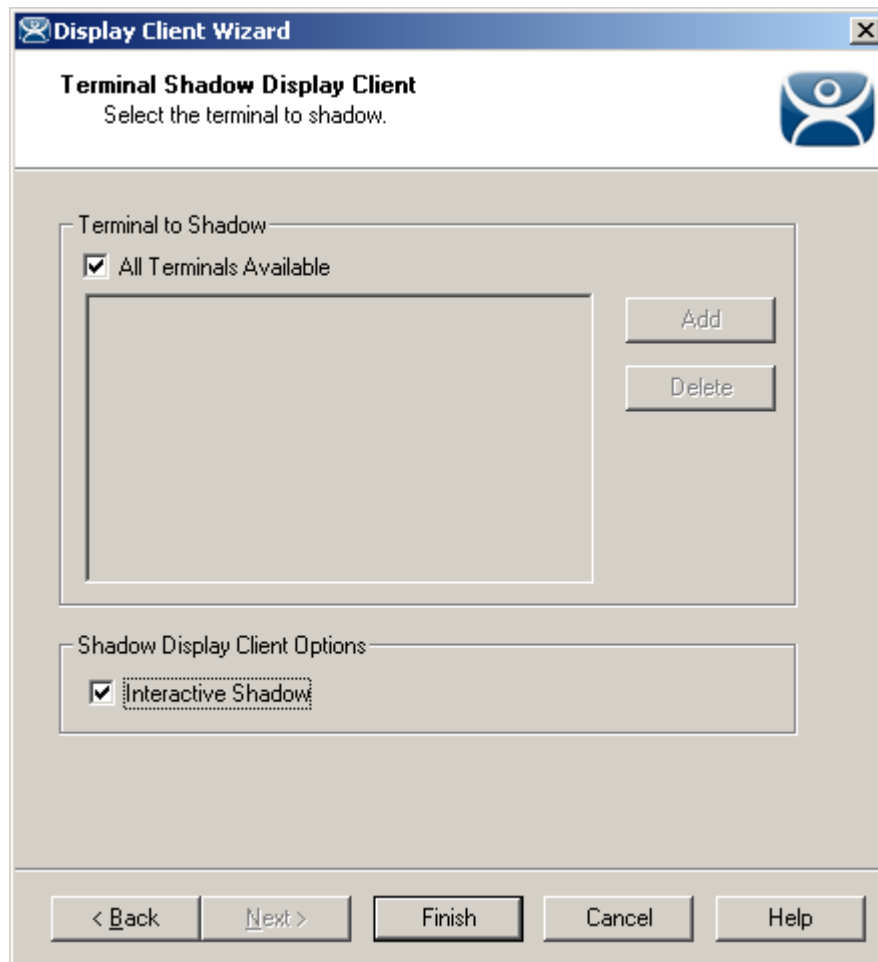 Display Client Wizard
Terminal Shadow Display Client
Select the terminal to shadow.
Terminal to Shadow
All Terminals Available
Add
Delete
Shadow Display Client Options
Interactive Shadow
< Back
Next >
Finish
Cancel
Help